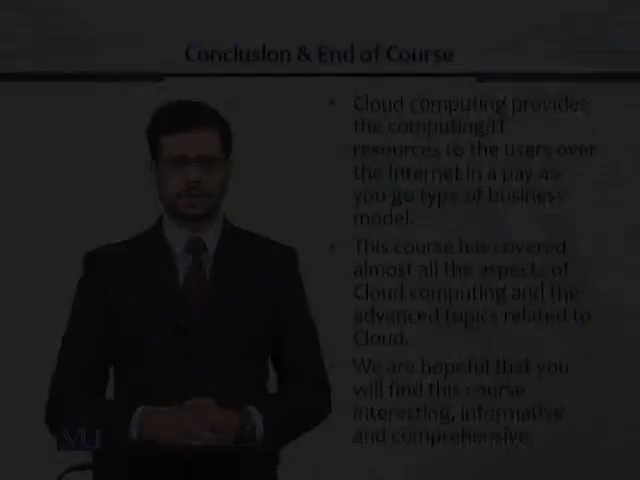 Conclusion & End of Course
• Cloud computing provides
the computing/IT
resources to the users over
the Internet in a pay as
you go type of business
model.
• This course has covered
almost all the aspects of
Cloud computing and the
advanced topics related to
Cloud.
• We are hopeful that you
will find this course
interesting, informative
and comprehensive